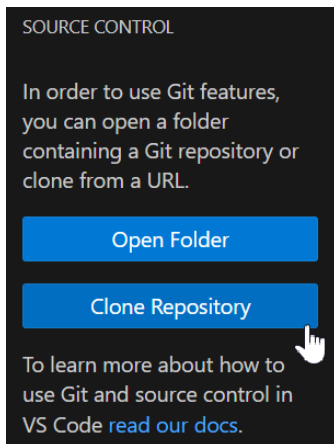 SOURCE CONTROL
In order to use Git features,
you can open a folder
containing a Git repository or
clone from a URL.
Open Folder
Clone Repository
To learn more about how to
use Git and source control in
VS Code read our docs.